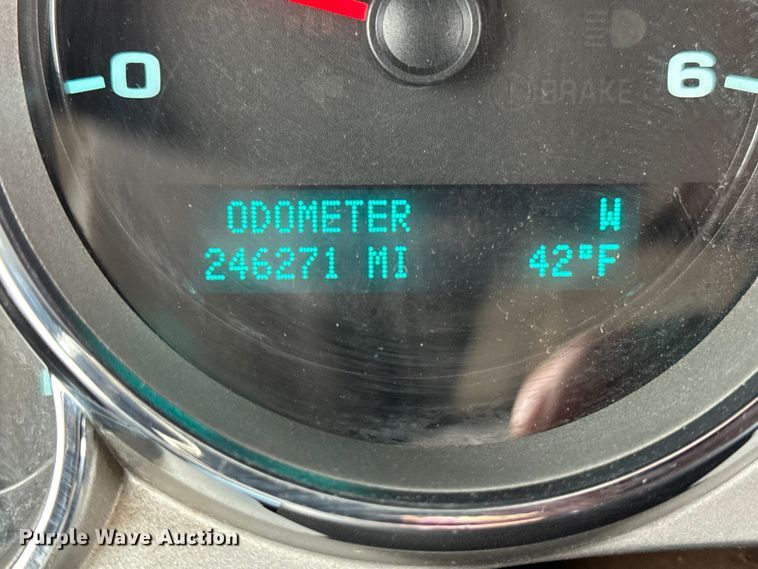 0 6
BRAKE
ODOMETER W
246271 MI 42°F
Purple Wave Auction